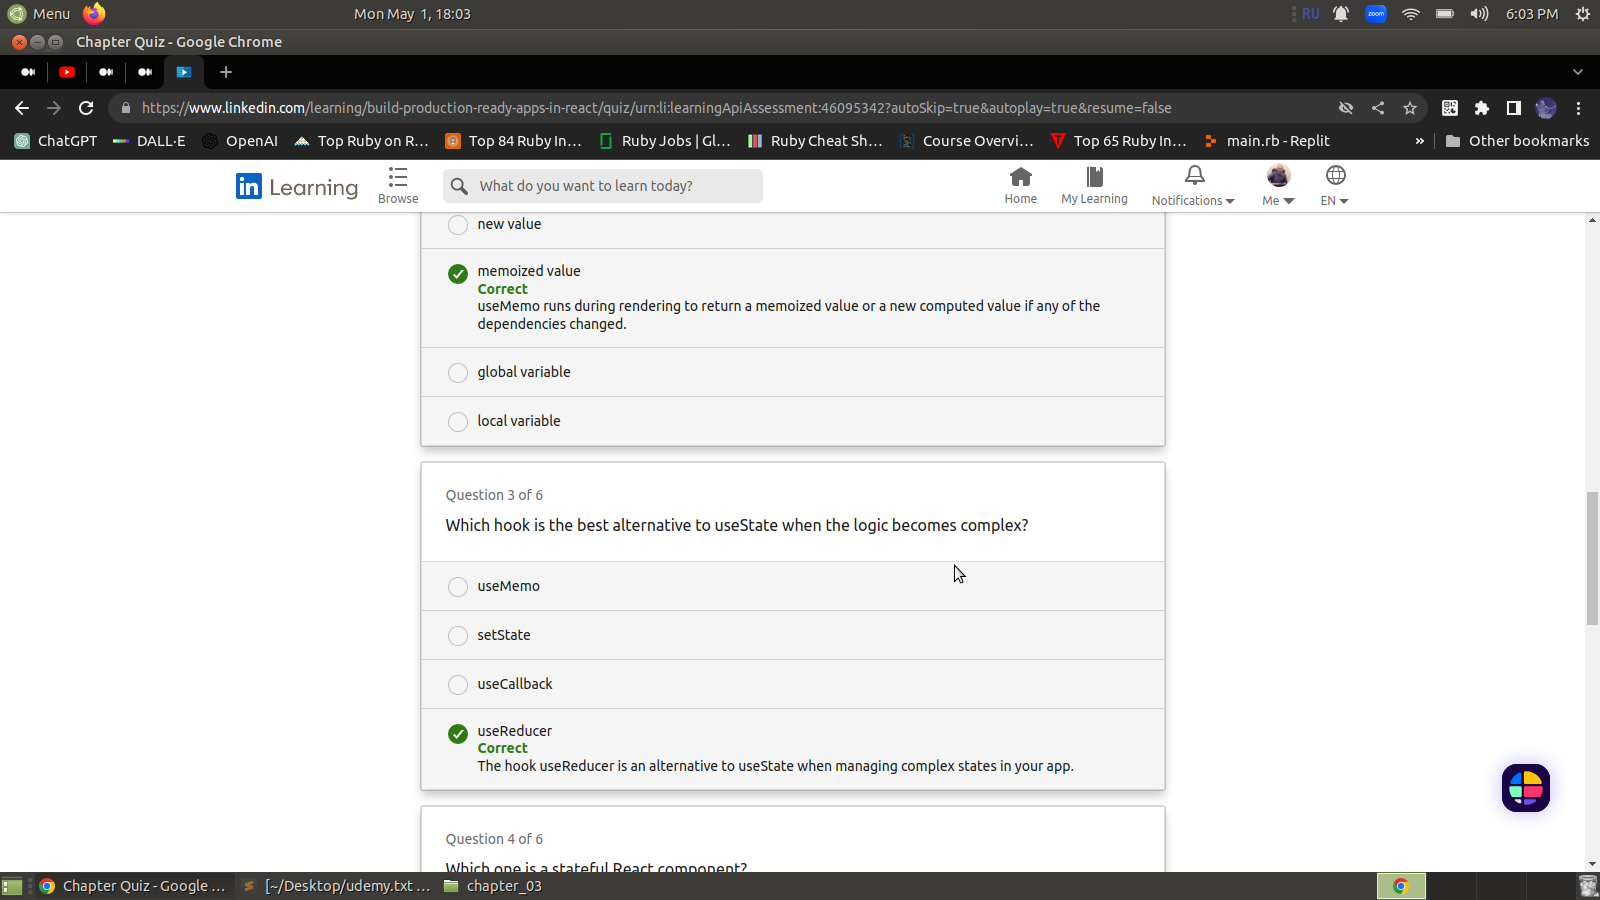 Menu
Mon May 1, 18:03
RU
zoom
6:03 PM
Chapter Quiz - Google Chrome
https://www.linkedin.com/learning/build-production-ready-apps-in-react/quiz/urn:li:learningApiAssessment:46095342?autoSkip=true&autoplay=true&resume=false
ChatGPT
DALL·E
OpenAI
Top Ruby on R...
Top 84 Ruby In...
Ruby Jobs | Gl...
Ruby Cheat Sh...
Course Overvi...
Top 65 Ruby In...
main.rb - Replit
»
Other bookmarks
in Learning
Browse
What do you want to learn today?
Home
My Learning
Notifications
Me
EN
new value
memoized value
Correct
useMemo runs during rendering to return a memoized value or a new computed value if any of the
dependencies changed.
global variable
local variable
Question 3 of 6
Which hook is the best alternative to useState when the logic becomes complex?
useMemo
setState
useCallback
useReducer
Correct
The hook useReducer is an alternative to useState when managing complex states in your app.
Question 4 of 6
Which one is a stateful React component?
Chapter Quiz - Google ...
[~/Desktop/udemy.txt ...
chapter_03